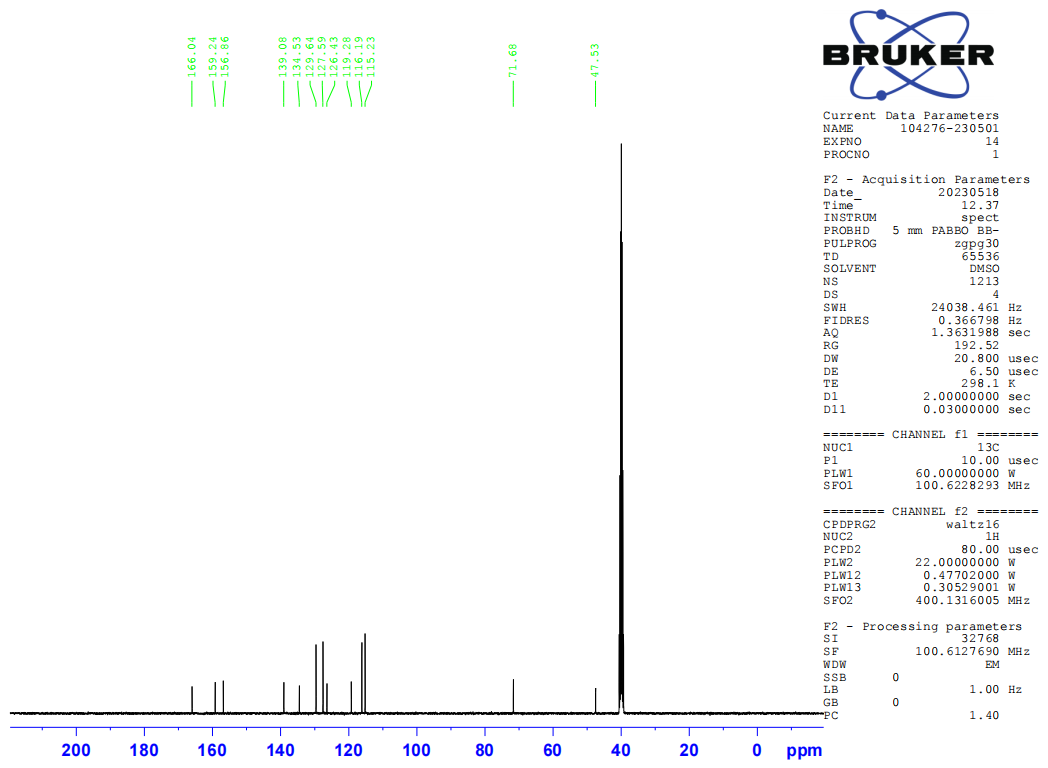 166.04
159.24
156.86
139.08
134.53
129.64
127.59
126.43
119.28
116.19
115.23
71.68
47.53
BRUKER
Current Data Parameters
NAME 104276-230501
EXPNO 14
PROCNO 1
F2 - Acquisition Parameters
Date_ 20230518
Time 12.37
INSTRUM spect
PROBHD 5 mm PABBO BB-
PULPROG zgpg30
TD 65536
SOLVENT DMSO
NS 1213
DS 4
SWH 24038.461 Hz
FIDRES 0.366798 Hz
AQ 1.3631988 sec
RG 192.52
DW 20.800 usec
DE 6.50 usec
TE 298.1 K
D1 2.00000000 sec
D11 0.03000000 sec
======== CHANNEL f1 ========
NUC1 13C
P1 10.00 usec
PLW1 60.00000000 W
SFO1 100.6228293 MHz
======== CHANNEL f2 ========
CPDPRG2 waltz16
NUC2 1H
PCPD2 80.00 usec
PLW2 22.00000000 W
PLW12 0.47702000 W
PLW13 0.30529001 W
SFO2 400.1316005 MHz
F2 - Processing parameters
SI 32768
SF 100.6127690 MHz
WDW EM
SSB 0
LB 1.00 Hz
GB 0
PC 1.40
200 180 160 140 120 100 80 60 40 20 0 ppm